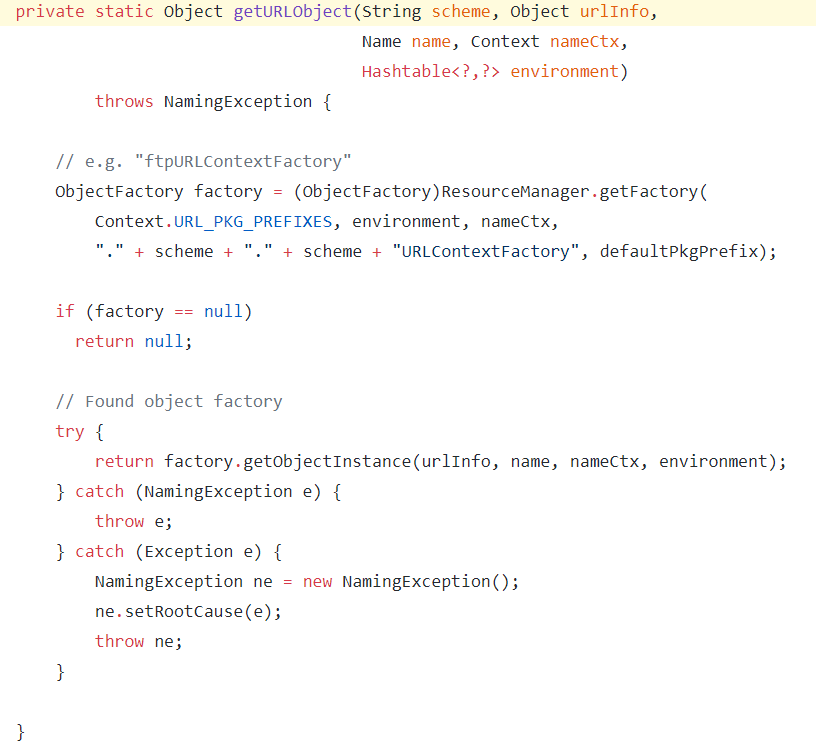 private static Object getURLObject(String scheme, Object urlInfo,
                                   Name name, Context nameCtx,
                                   Hashtable<?,?> environment)
        throws NamingException {

    // e.g. "ftpURLContextFactory"
    ObjectFactory factory = (ObjectFactory)ResourceManager.getFactory(
        Context.URL_PKG_PREFIXES, environment, nameCtx,
        "." + scheme + "." + scheme + "URLContextFactory", defaultPkgPrefix);

    if (factory == null)
      return null;

    // Found object factory
    try {
        return factory.getObjectInstance(urlInfo, name, nameCtx, environment);
    } catch (NamingException e) {
        throw e;
    } catch (Exception e) {
        NamingException ne = new NamingException();
        ne.setRootCause(e);
        throw ne;
    }

}